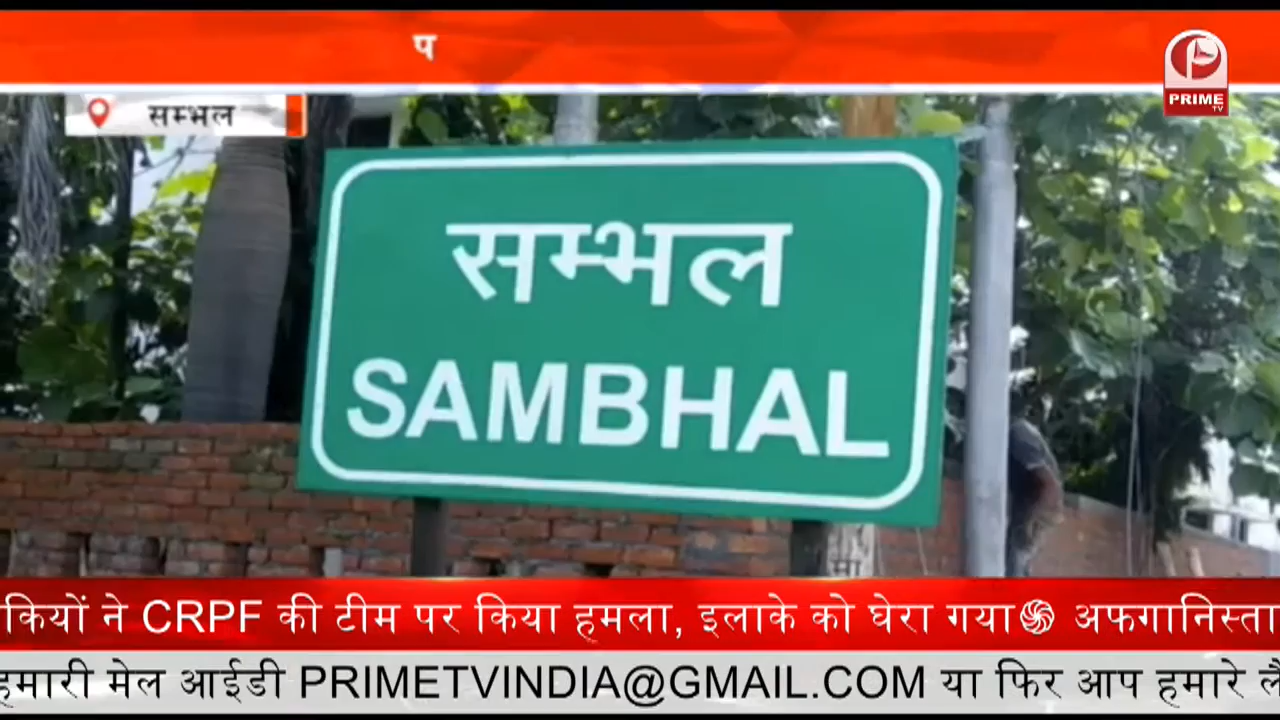 प
PRIME
TV
सम्भल
सम्भल
SAMBHAL
मा
कियों ने CRPF की टीम पर किया हमला, इलाके को घेरा गया अफगानिस्ता
हमारी मेल आईडी PRIMETVINDIA@GMAIL.COM या फिर आप हमारे लै